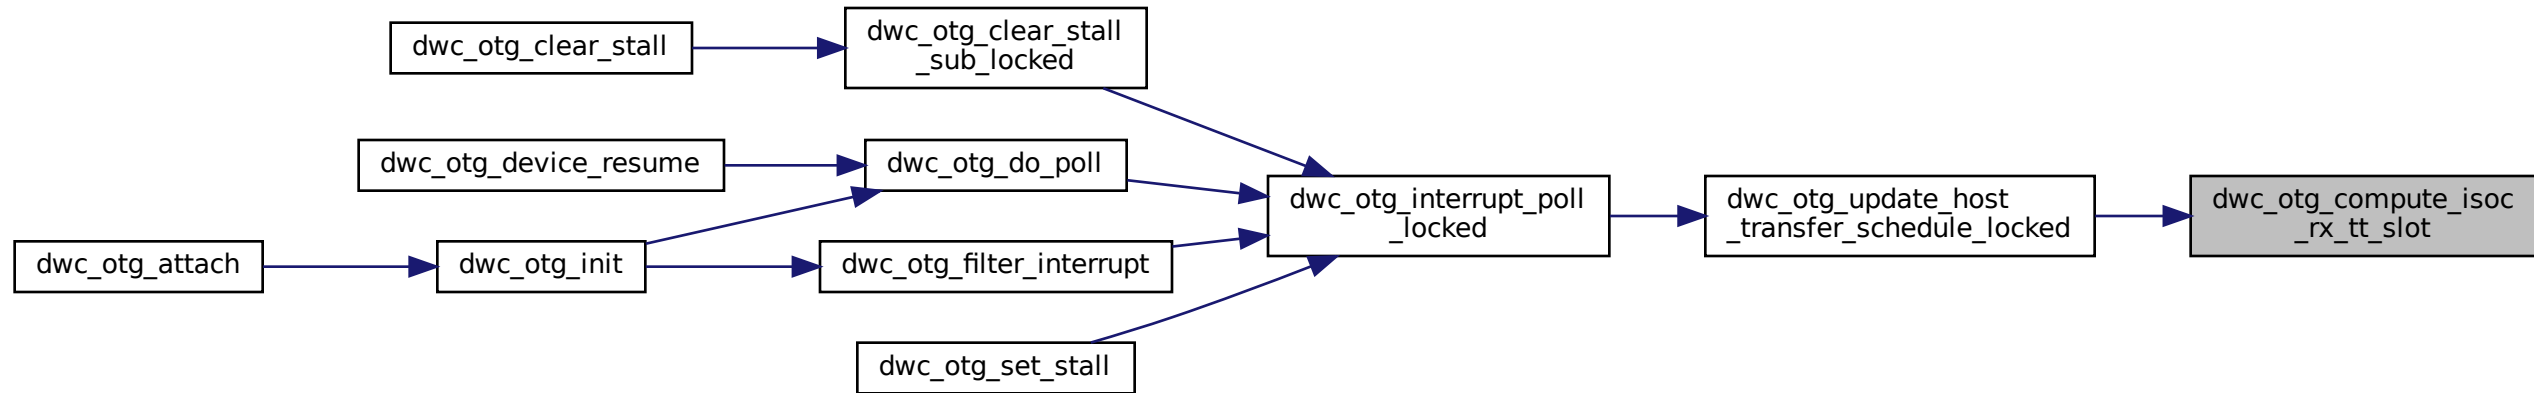 dwc_otg_clear_stall
dwc_otg_clear_stall
_sub_locked
dwc_otg_device_resume
dwc_otg_do_poll
dwc_otg_interrupt_poll
_locked
dwc_otg_update_host
_transfer_schedule_locked
dwc_otg_compute_isoc
_rx_tt_slot
dwc_otg_attach
dwc_otg_init
dwc_otg_filter_interrupt
dwc_otg_set_stall